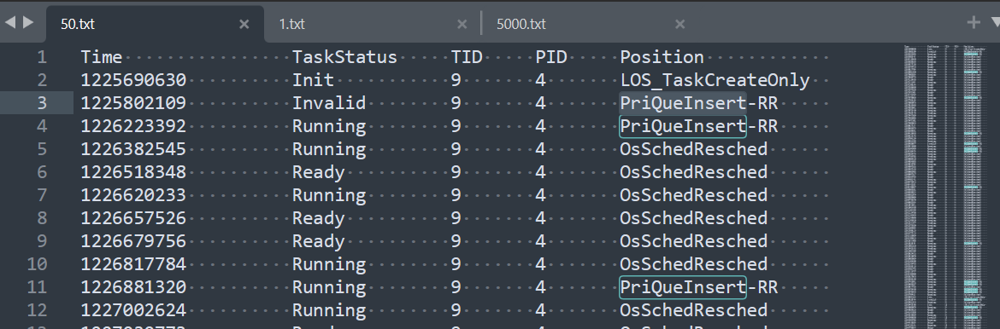 50.txt × 1.txt × 5000.txt × +
1 Time TaskStatus TID PID Position
2 1225690630 Init 9 4 LOS_TaskCreateOnly
3 1225802109 Invalid 9 4 PriQueInsert-RR
4 1226223392 Running 9 4 PriQueInsert-RR
5 1226382545 Running 9 4 OsSchedResched
6 1226518348 Ready 9 4 OsSchedResched
7 1226620233 Running 9 4 OsSchedResched
8 1226657526 Ready 9 4 OsSchedResched
9 1226679756 Ready 9 4 OsSchedResched
10 1226817784 Running 9 4 OsSchedResched
11 1226881320 Running 9 4 PriQueInsert-RR
12 1227002624 Running 9 4 OsSchedResched